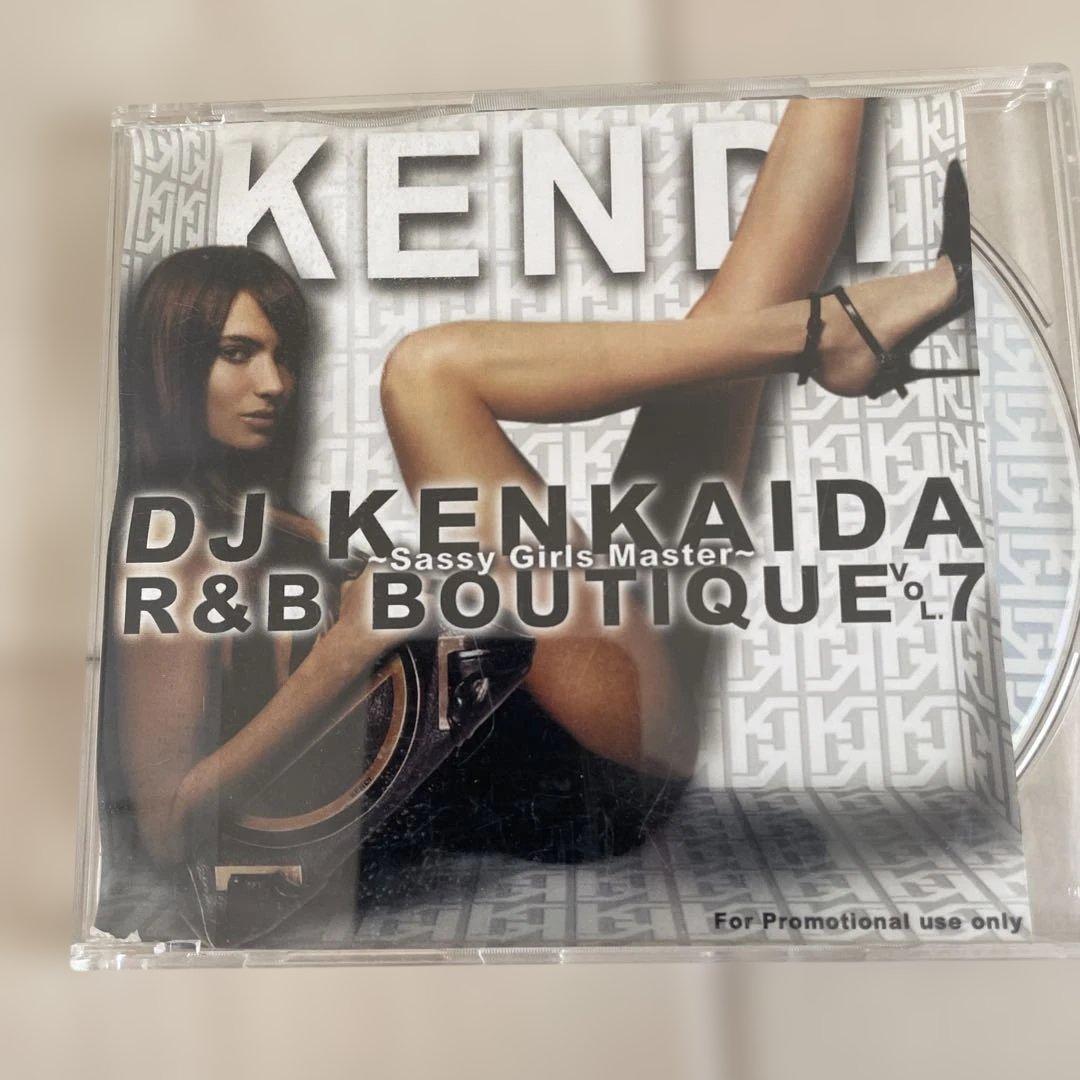 KENDI
DJ KENKAIDA
~Sassy Girls Master~
R&B BOUTIQUE VOL.7
For Promotional use only